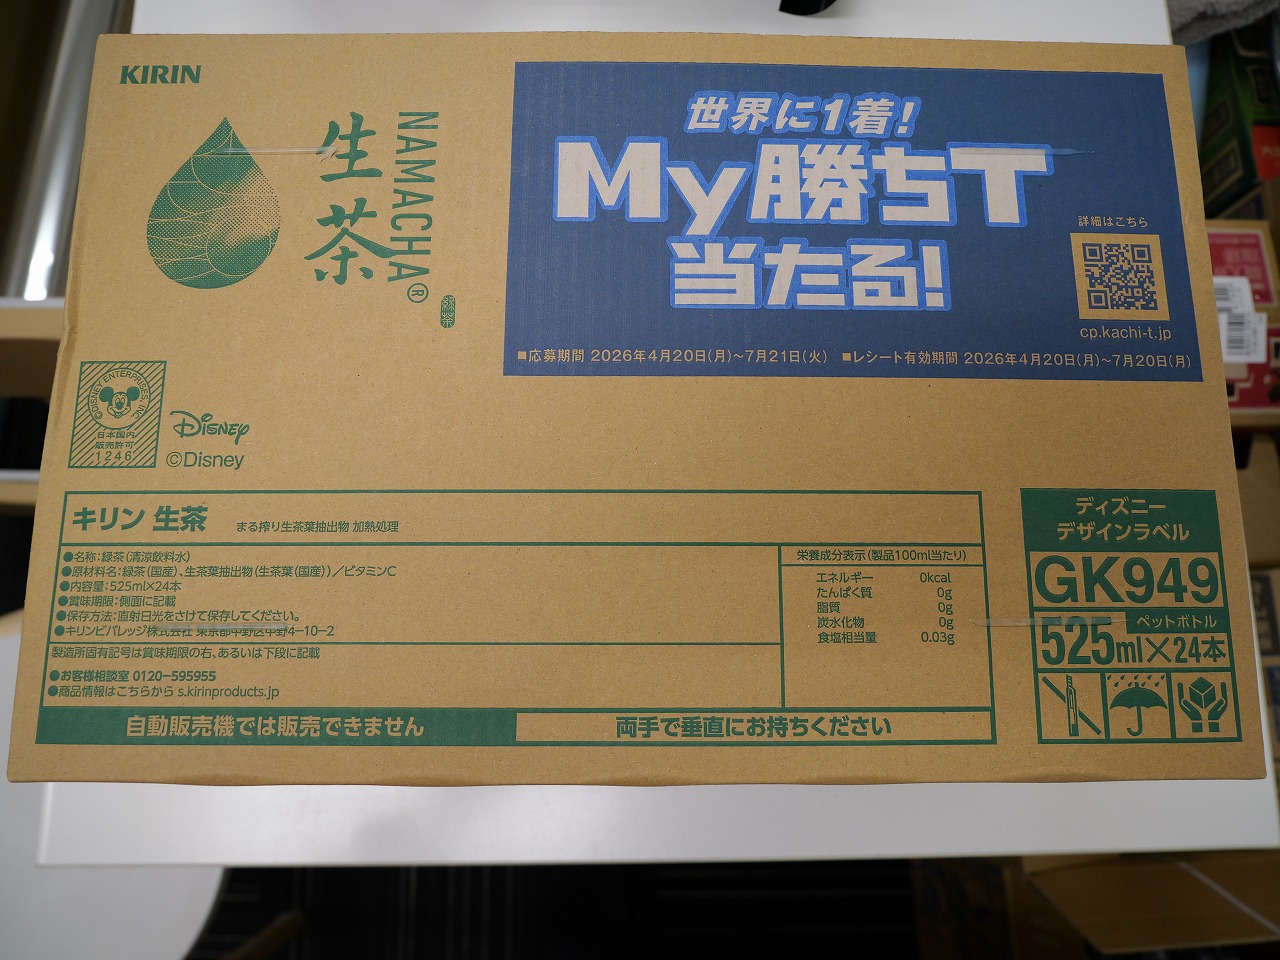 KIRIN
生茶
NAMACHA®
緑茶
世界に1着!
My勝ちT
当たる!
詳細はこちら
cp.kachi-t.jp
■応募期間 2026年4月20日(月)〜7月21日(火) ■レシート有効期間 2026年4月20日(月)〜7月20日(月)
©DISNEY ENTERPRISES, INC.
日本国内
販売許可
1246
Disney
©Disney
キリン 生茶 まる搾り生茶葉抽出物 加熱処理
●名称:緑茶(清涼飲料水)
●原材料名:緑茶(国産)、生茶葉抽出物(生茶葉(国産))/ビタミンC
●内容量:525ml×24本
●賞味期限:側面に記載
●保存方法:直射日光をさけて保存してください。
●キリンビバレッジ株式会社 東京都中野区中野4-10-2
製造所固有記号は賞味期限の右、あるいは下段に記載
●お客様相談室 0120-595955
●商品情報はこちらから s.kirinproducts.jp
栄養成分表示(製品100ml当たり)
エネルギー 0kcal
たんぱく質 0g
脂質 0g
炭水化物 0g
食塩相当量 0.03g
自動販売機では販売できません
両手で垂直にお持ちください
ディズニー
デザインラベル
GK949
525ml×24本
ペットボトル